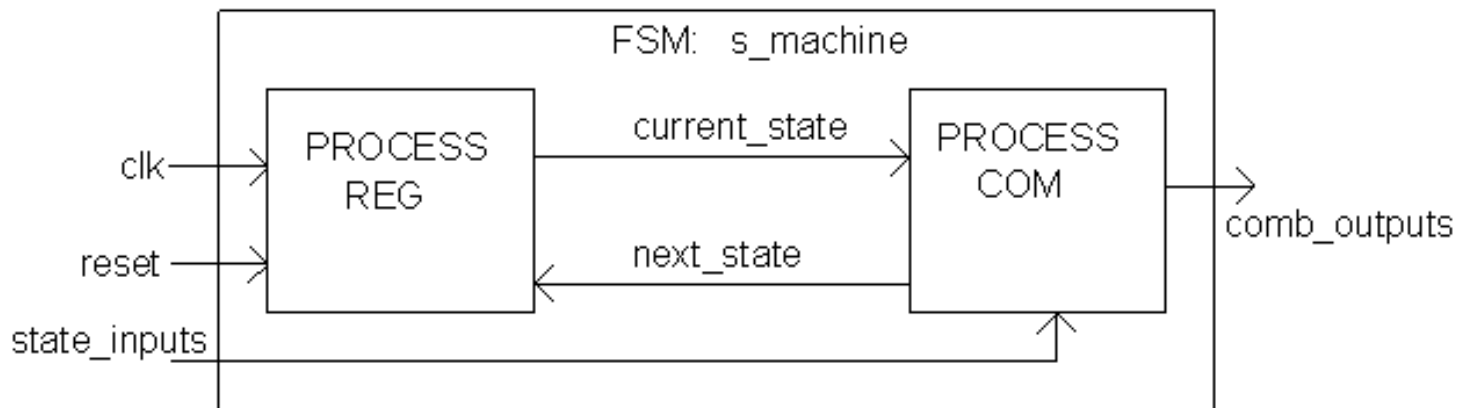 FSM: s_machine
PROCESS
REG
current_state
PROCESS
COM
clk
reset
next_state
comb_outputs
state_inputs